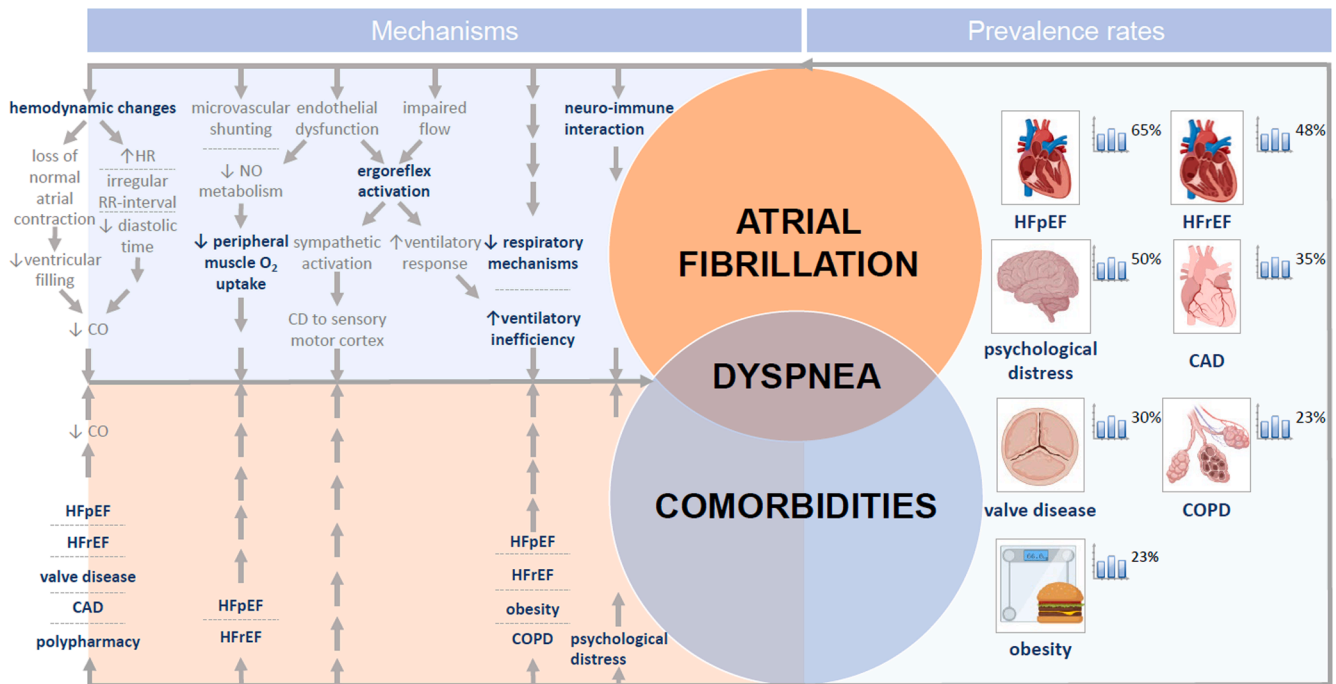 Mechanisms
Prevalence rates
hemodynamic changes
loss of
normal
atrial
contraction
↓ventricular
filling
↑HR
irregular
RR-interval
↓ diastolic
time
↓ CO
microvascular
shunting
endothelial
dysfunction
impaired
flow
↓ NO
metabolism
↓ peripheral
muscle O₂
uptake
ergoreflex
activation
sympathetic
activation
CD to sensory
motor cortex
↑ventilatory
response
↓ respiratory
mechanisms
↑ventilatory
inefficiency
neuro-immune
interaction
↓ CO
HFpEF
HFrEF
valve disease
CAD
polypharmacy
HFpEF
HFrEF
HFpEF
HFrEF
obesity
COPD
psychological
distress
ATRIAL
FIBRILLATION
DYSPNEA
COMORBIDITIES
65%
HFpEF
48%
HFrEF
50%
psychological
distress
35%
CAD
30%
valve disease
23%
COPD
23%
obesity